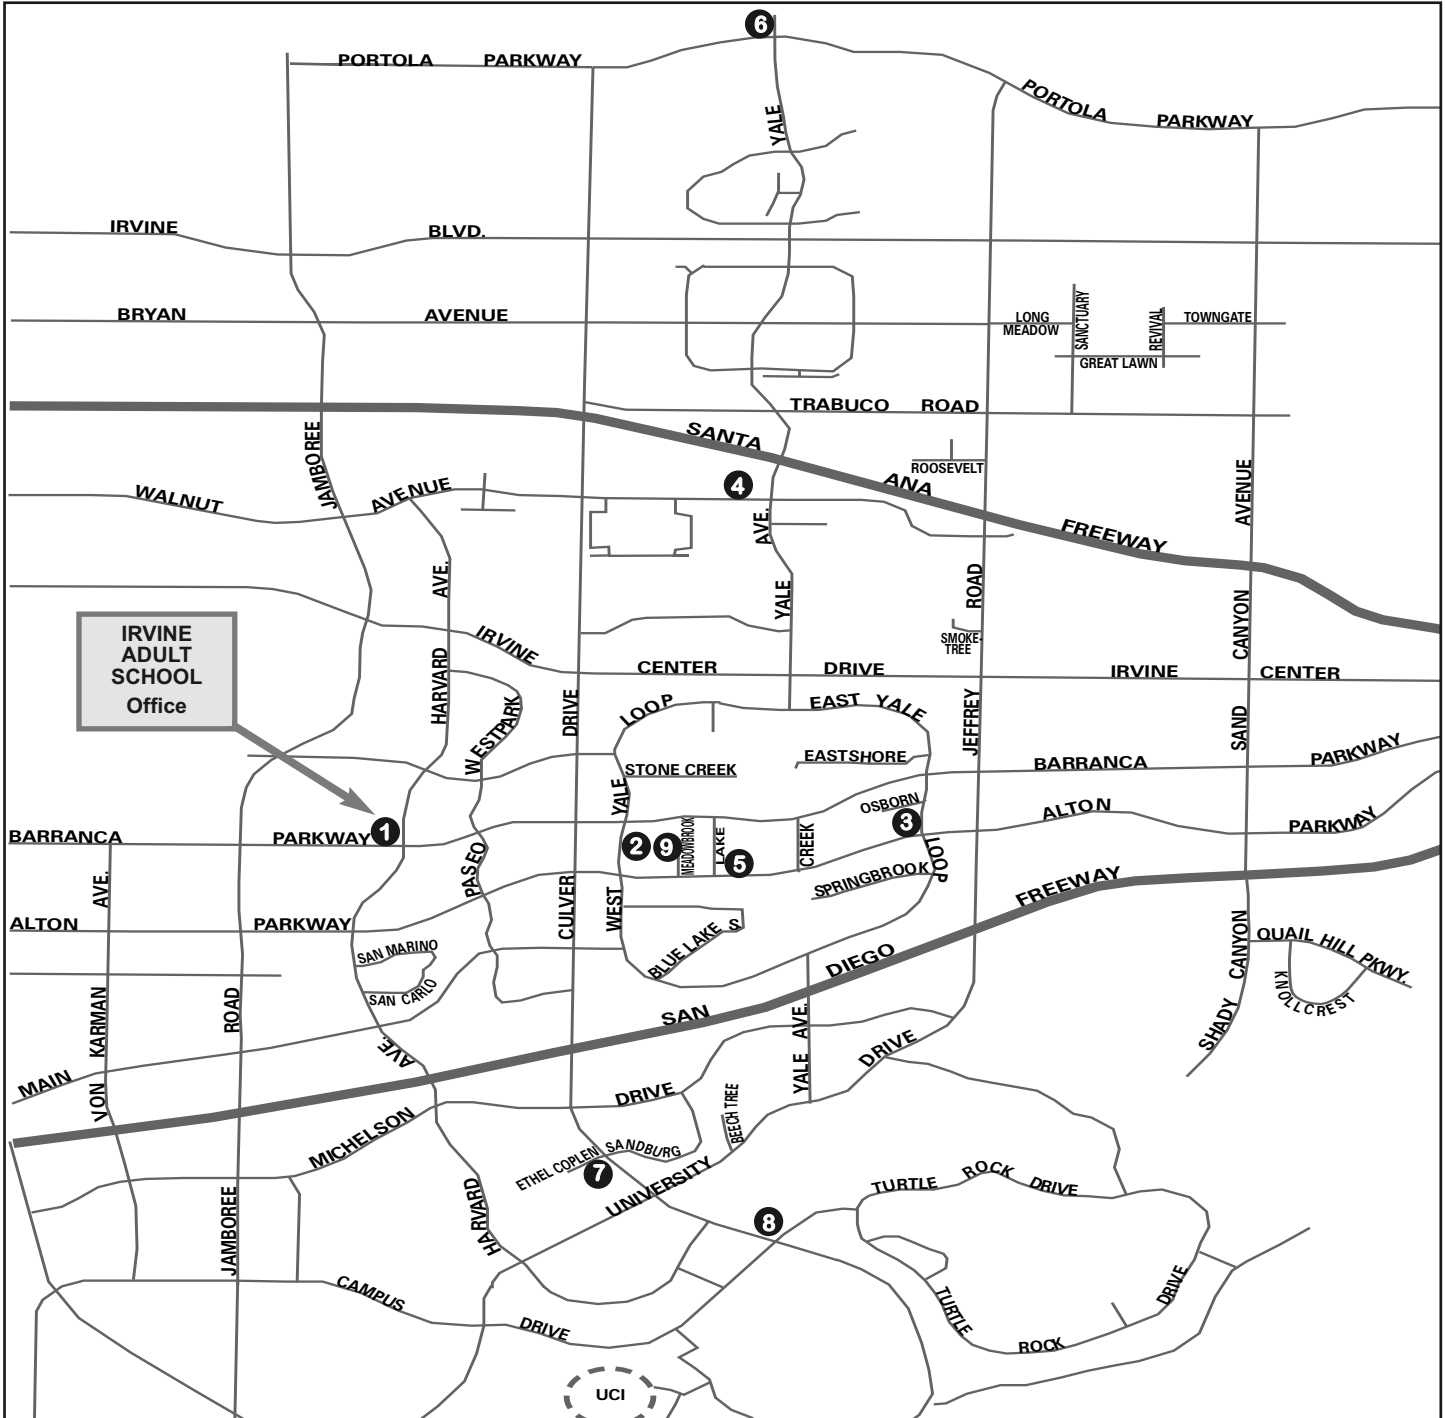 6
PORTOLA PARKWAY
PORTOLA PARKWAY
YALE
IRVINE BLVD.
BRYAN AVENUE
LONG
MEADOW
SANCTUARY
REVIVAL
TOWNGATE
GREAT LAWN
TRABUCO ROAD
JAMBOREE
SANTA ANA FREEWAY
ROOSEVELT
WALNUT AVENUE
4
AVE.
YALE
AVE.
HARVARD
ROAD
JEFFREY
AVENUE
CANYON
SAND
IRVINE
ADULT
SCHOOL
Office
SMOKE-
TREE
IRVINE CENTER DRIVE
IRVINE CENTER
WESTPARK
DRIVE
CULVER
LOOP
EAST YALE
LOOP
EASTSHORE
STONE CREEK
YALE
WEST
BARRANCA PARKWAY
BARRANCA PARKWAY
OSBORN
ALTON PARKWAY
1
2
9
MEADOWBROOK
LAKE
5
CREEK
3
PASEO
SPRINGBROOK
FREEWAY
AVE.
KARMAN
VON
ALTON PARKWAY
SAN MARINO
SAN CARLO
BLUE LAKE S.
SAN DIEGO
CANYON
SHADY
QUAIL HILL PKWY.
KNOLLCREST
ROAD
JAMBOREE
MAIN
AVE.
HARVARD
YALE AVE.
DRIVE
MICHELSON DRIVE
BEECH TREE
ETHEL COPLEN
SANDBURG
7
UNIVERSITY
8
TURTLE ROCK DRIVE
CAMPUS DRIVE
TURTLE ROCK DRIVE
UCI